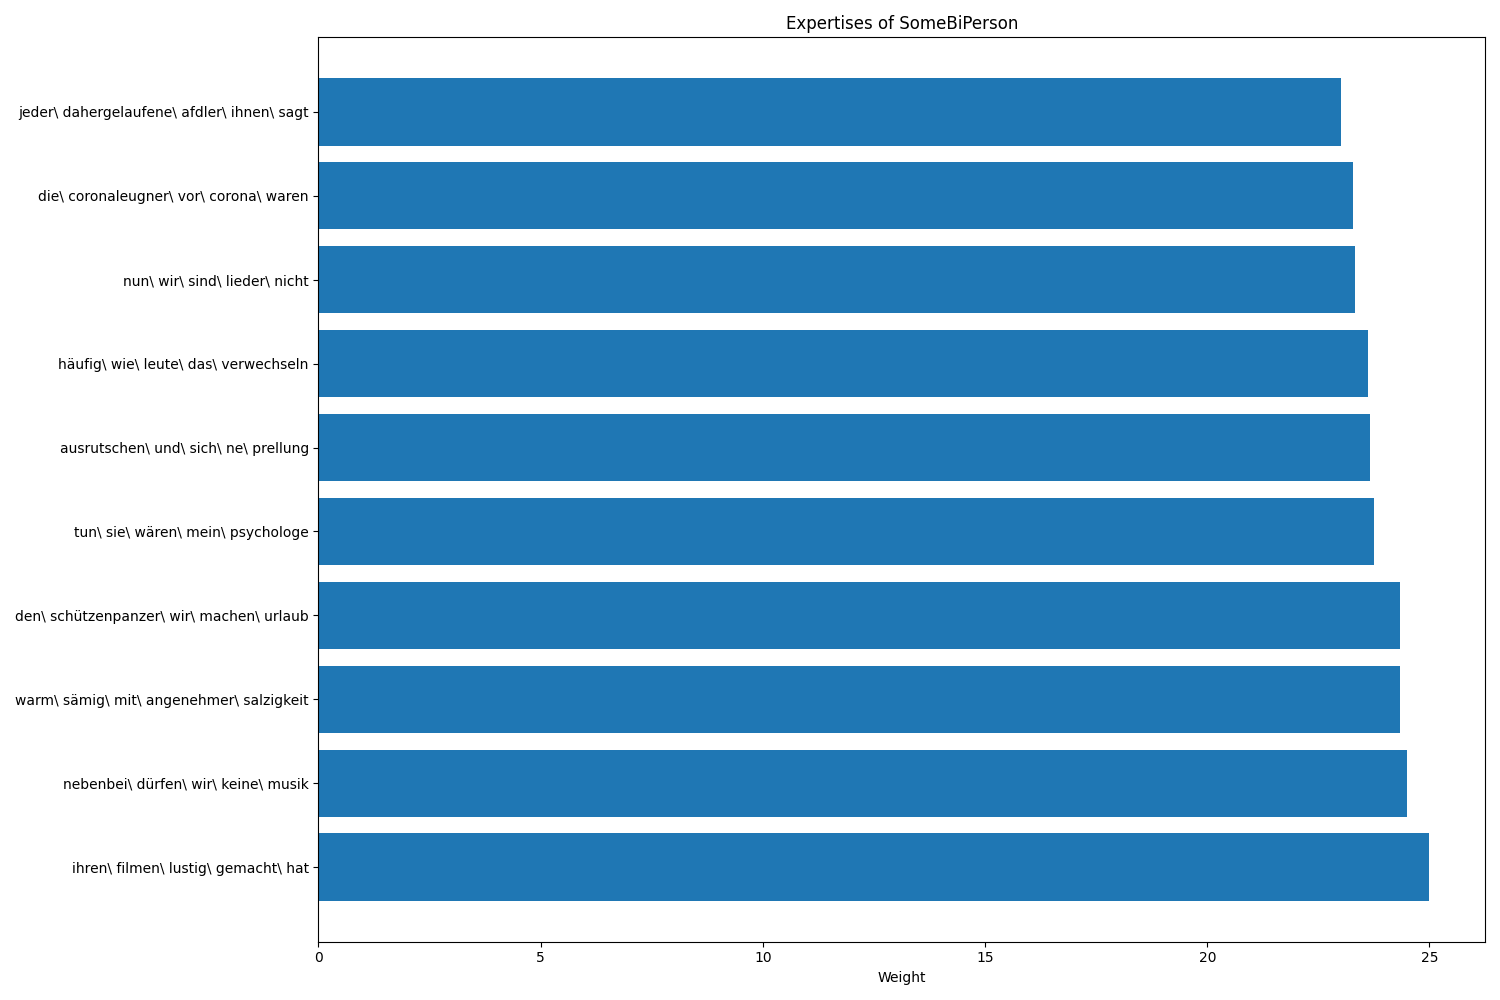 Expertises of SomeBiPerson
jeder\ dahergelaufene\ afdler\ ihnen\ sagt
die\ coronaleugner\ vor\ corona\ waren
nun\ wir\ sind\ lieder\ nicht
häufig\ wie\ leute\ das\ verwechseln
ausrutschen\ und\ sich\ ne\ prellung
tun\ sie\ wären\ mein\ psychologe
den\ schützenpanzer\ wir\ machen\ urlaub
warm\ sämig\ mit\ angenehmer\ salzigkeit
nebenbei\ dürfen\ wir\ keine\ musik
ihren\ filmen\ lustig\ gemacht\ hat
0 5 10 15 20 25
Weight